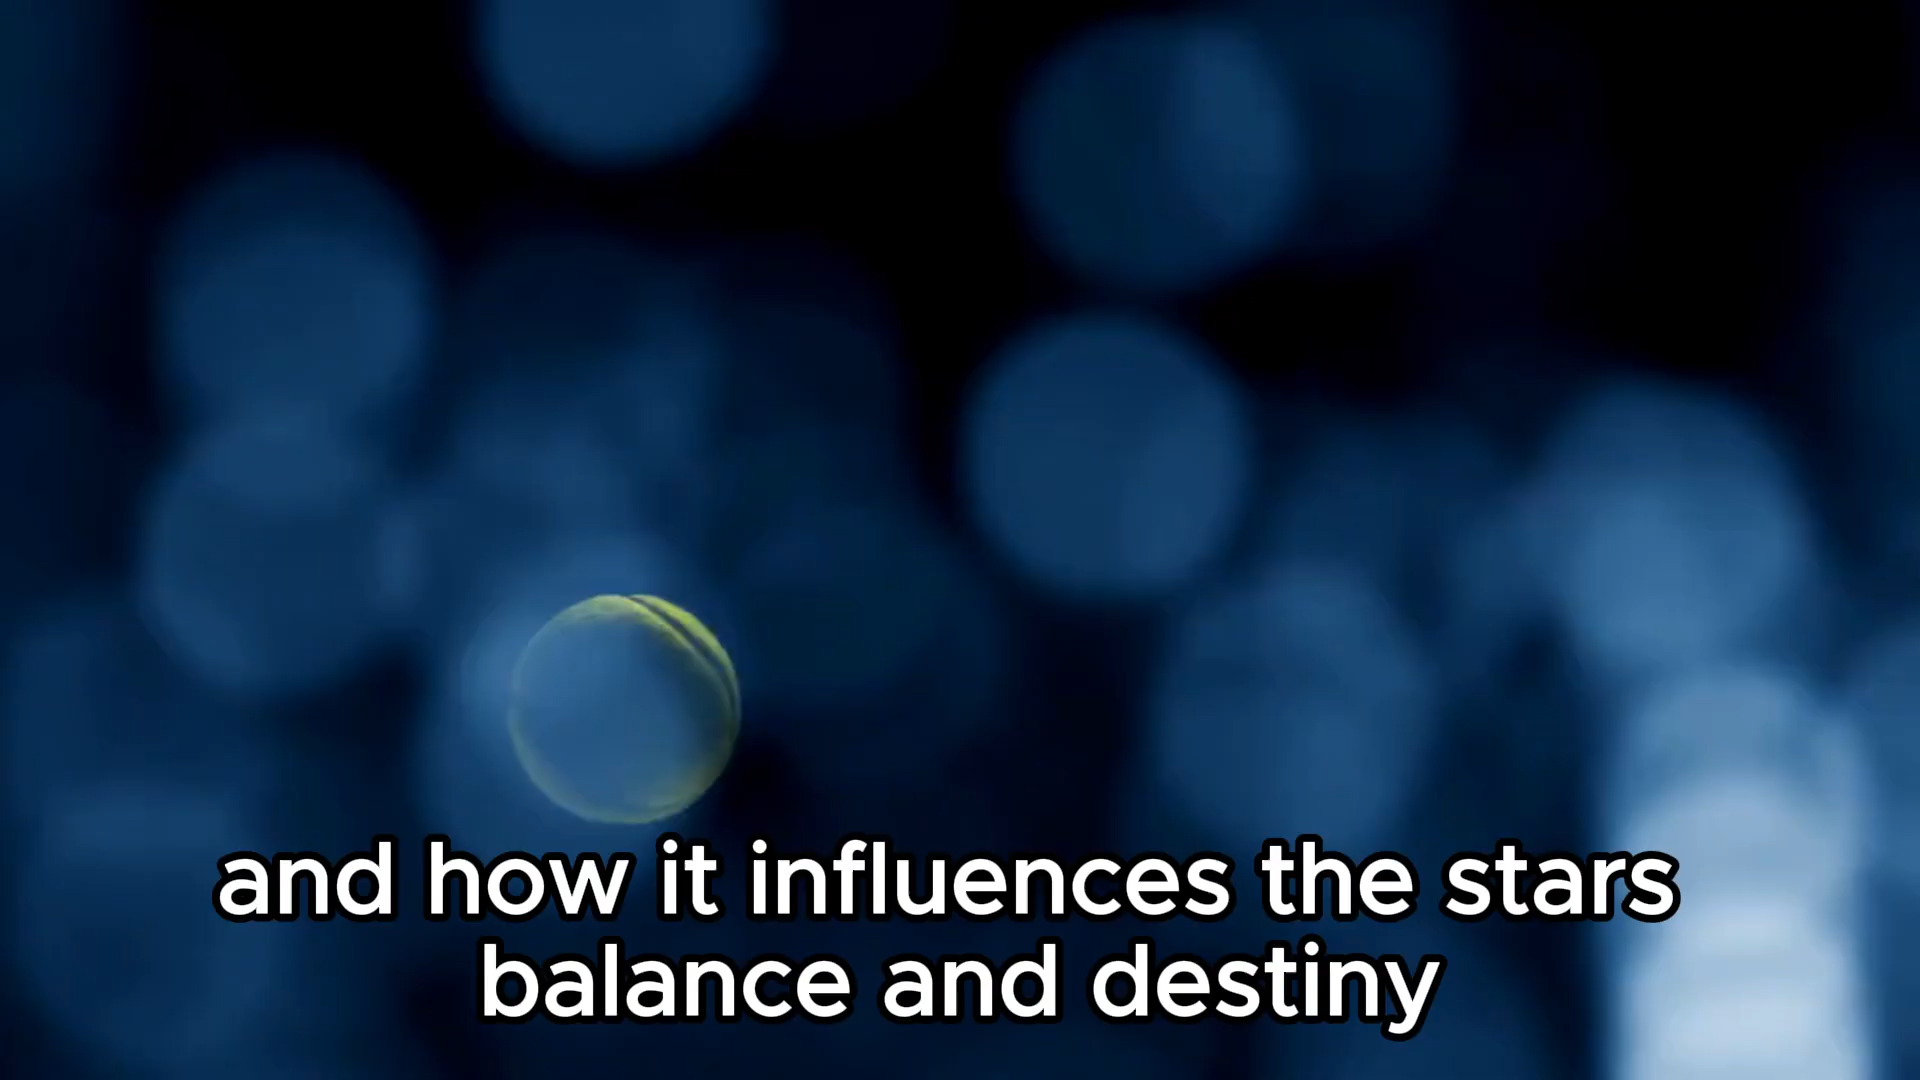 and how it influences the stars
balance and destiny